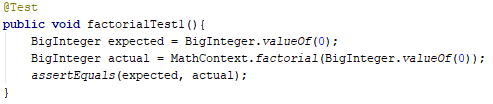 @Test
public void factorialTest1(){
    BigInteger expected = BigInteger.valueOf(0);
    BigInteger actual = MathContext.factorial(BigInteger.valueOf(0));
    assertEquals(expected, actual);
}